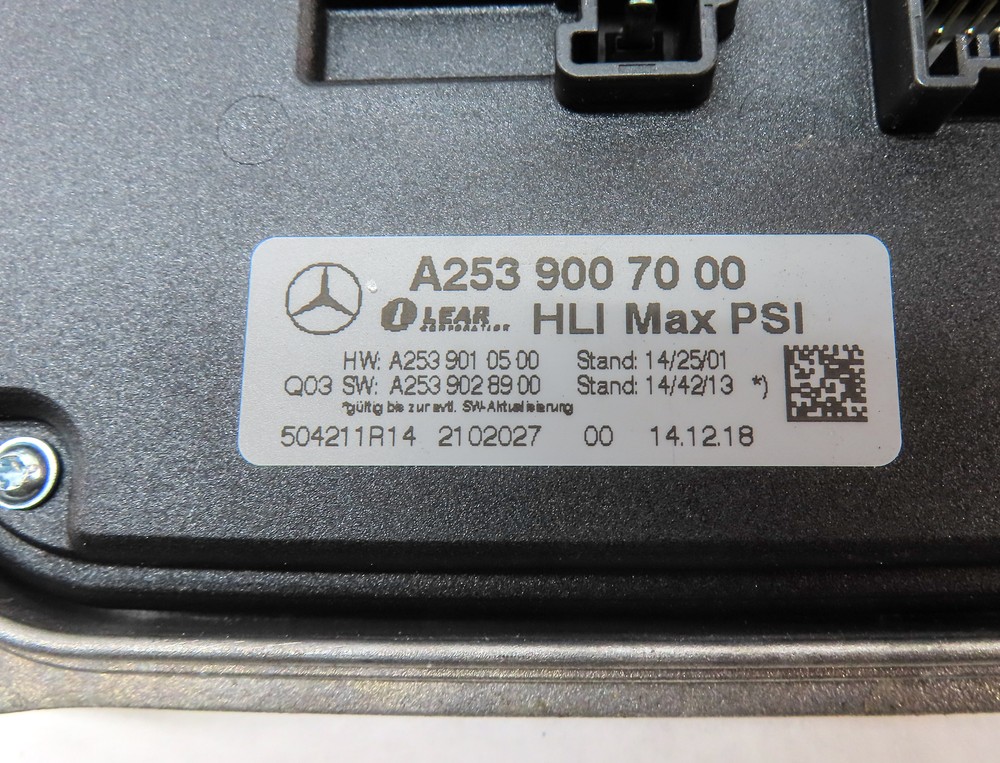 A253 900 70 00
LEAR
CORPORATION
HLI Max PSI
HW: A253 901 05 00 Stand: 14/25/01
Q03 SW: A253 902 89 00 Stand: 14/42/13 *)
*gültig bis zur evtl. SW-Aktualisierung
504211R14 2102027 00 14.12.18